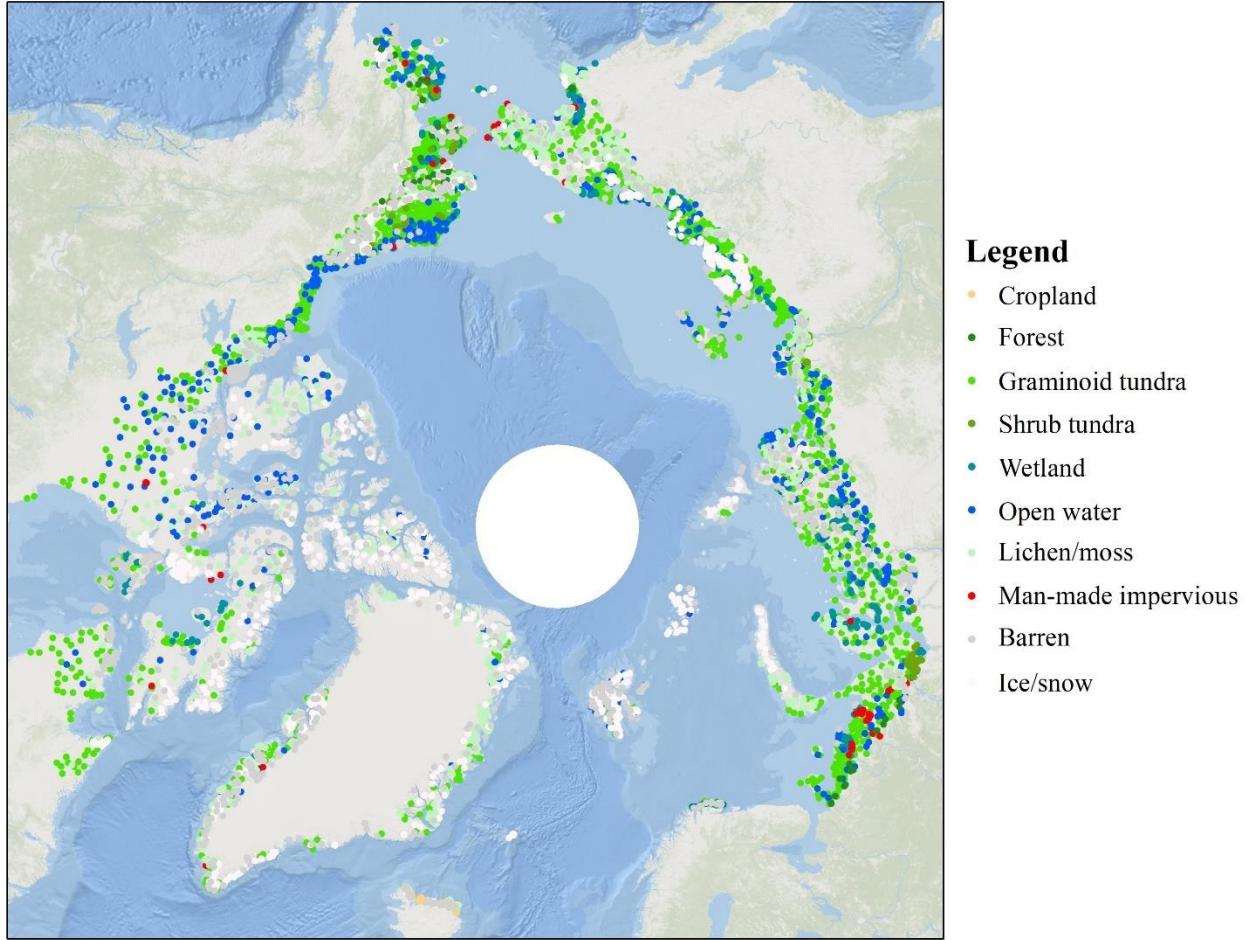 Legend
Cropland
Forest
Graminoid tundra
Shrub tundra
Wetland
Open water
Lichen/moss
Man-made impervious
Barren
Ice/snow